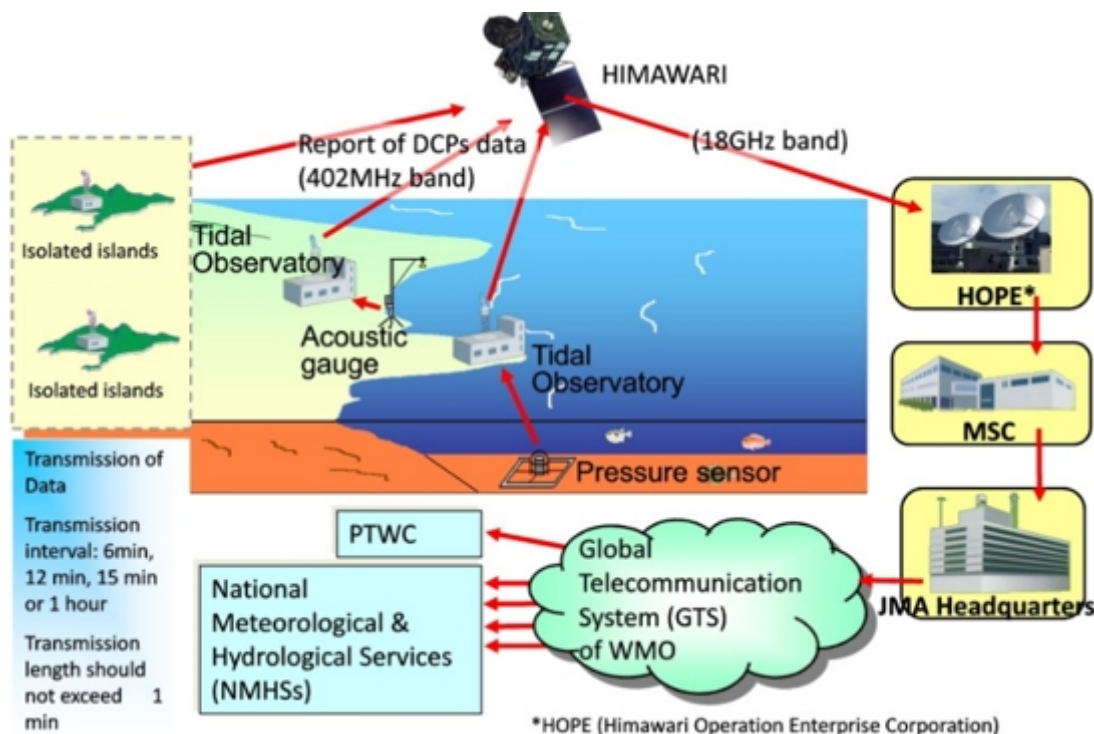 HIMAWARI
Report of DCPs data
(402MHz band)
(18GHz band)
Isolated islands
Isolated islands
Tidal
Observatory
Acoustic
gauge
Tidal
Observatory
Pressure sensor
HOPE*
MSC
JMA Headquarters
Transmission of
Data
Transmission
interval: 6min,
12 min, 15 min
or 1 hour
Transmission
length should
not exceed 1
min
PTWC
National
Meteorological &
Hydrological Services
(NMHSs)
Global
Telecommunication
System (GTS)
of WMO
*HOPE (Himawari Operation Enterprise Corporation)